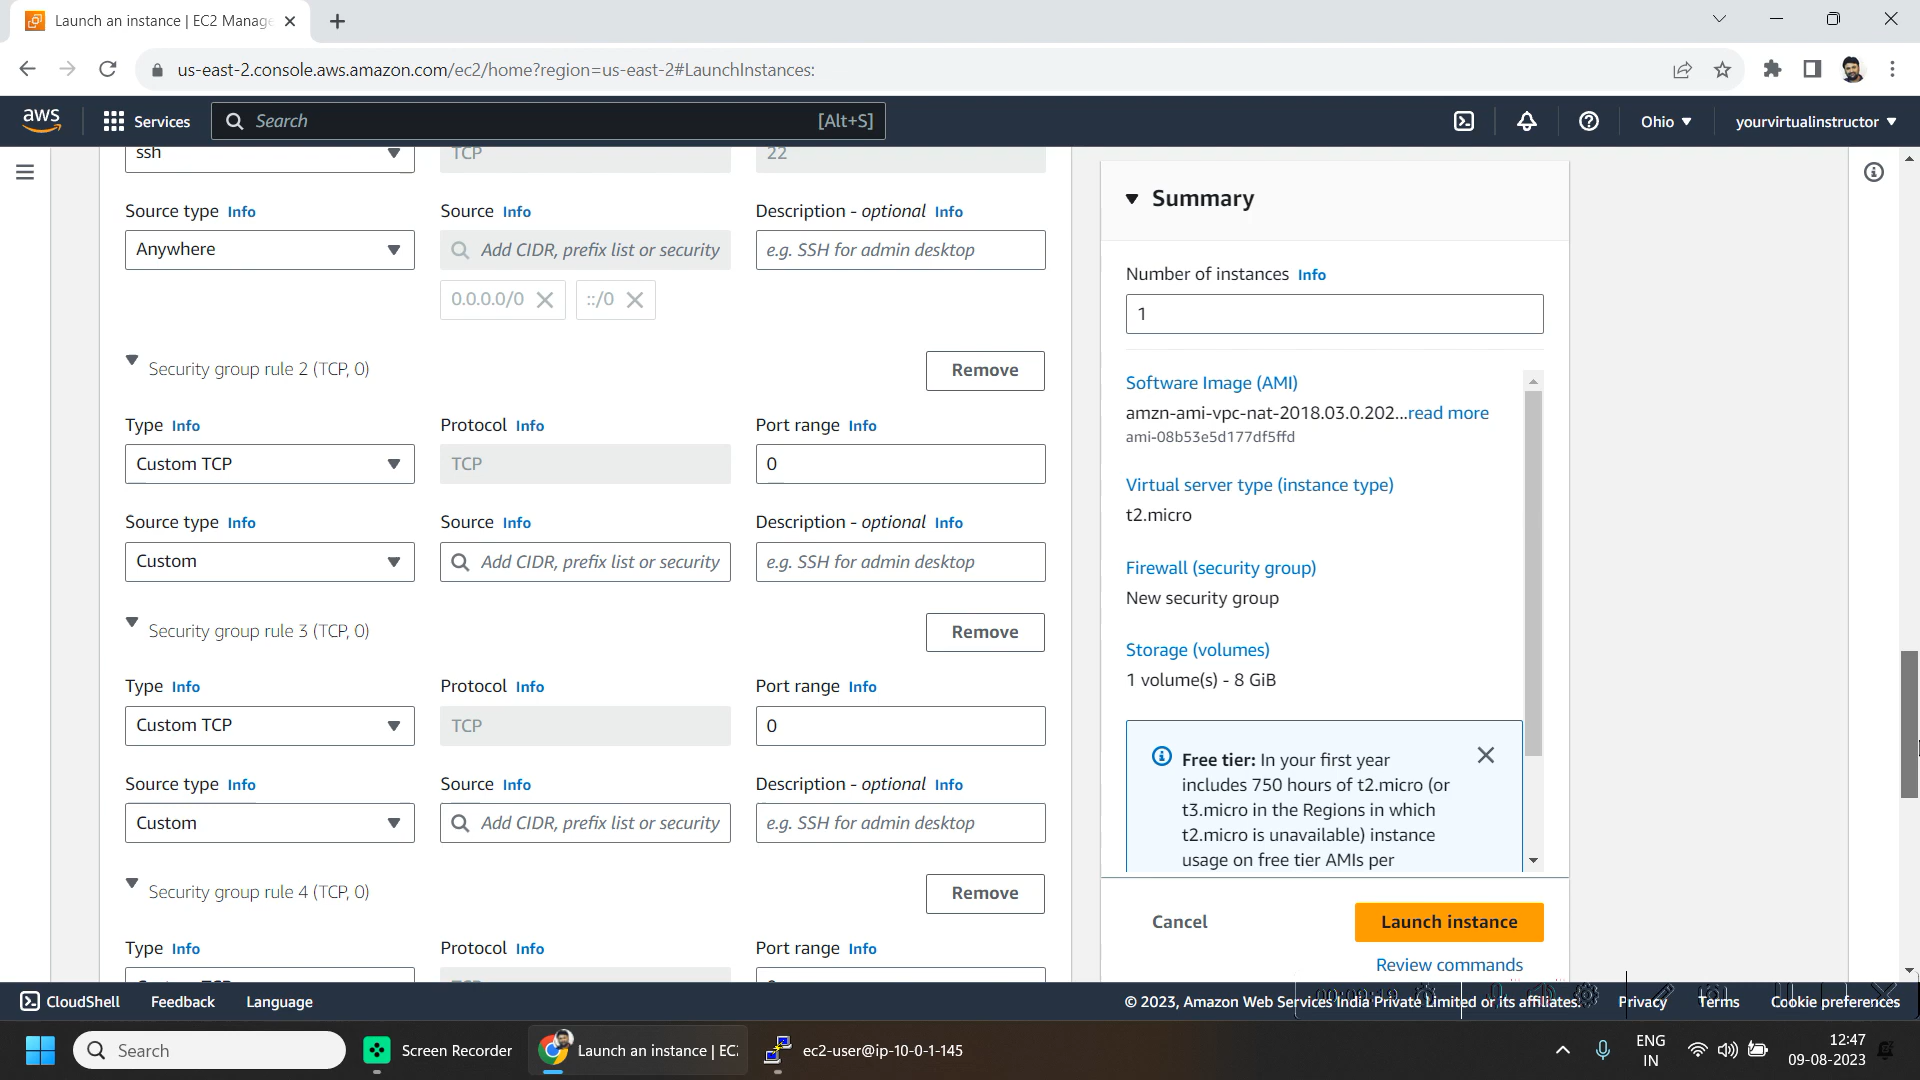 Launch an instance | EC2 Manage
us-east-2.console.aws.amazon.com/ec2/home?region=us-east-2#LaunchInstances:
aws
Services
Search
[Alt+S]
Ohio
yourvirtualinstructor
ssh
TCP
22
Source type Info
Source Info
Description - optional Info
Anywhere
Add CIDR, prefix list or security
e.g. SSH for admin desktop
0.0.0.0/0
::/0
Security group rule 2 (TCP, 0)
Remove
Type Info
Protocol Info
Port range Info
Custom TCP
TCP
0
Source type Info
Source Info
Description - optional Info
Custom
Add CIDR, prefix list or security
e.g. SSH for admin desktop
Security group rule 3 (TCP, 0)
Remove
Type Info
Protocol Info
Port range Info
Custom TCP
TCP
0
Source type Info
Source Info
Description - optional Info
Custom
Add CIDR, prefix list or security
e.g. SSH for admin desktop
Security group rule 4 (TCP, 0)
Remove
Type Info
Protocol Info
Port range Info
Summary
Number of instances Info
1
Software Image (AMI)
amzn-ami-vpc-nat-2018.03.0.202...read more
ami-08b53e5d177df5ffd
Virtual server type (instance type)
t2.micro
Firewall (security group)
New security group
Storage (volumes)
1 volume(s) - 8 GiB
Free tier: In your first year
includes 750 hours of t2.micro (or
t3.micro in the Regions in which
t2.micro is unavailable) instance
usage on free tier AMIs per
Cancel
Launch instance
Review commands
CloudShell
Feedback
Language
© 2023, Amazon Web Services India Private Limited or its affiliates.
Privacy
Terms
Cookie preferences
Search
Screen Recorder
Launch an instance | EC
ec2-user@ip-10-0-1-145
ENG
IN
12:47
09-08-2023